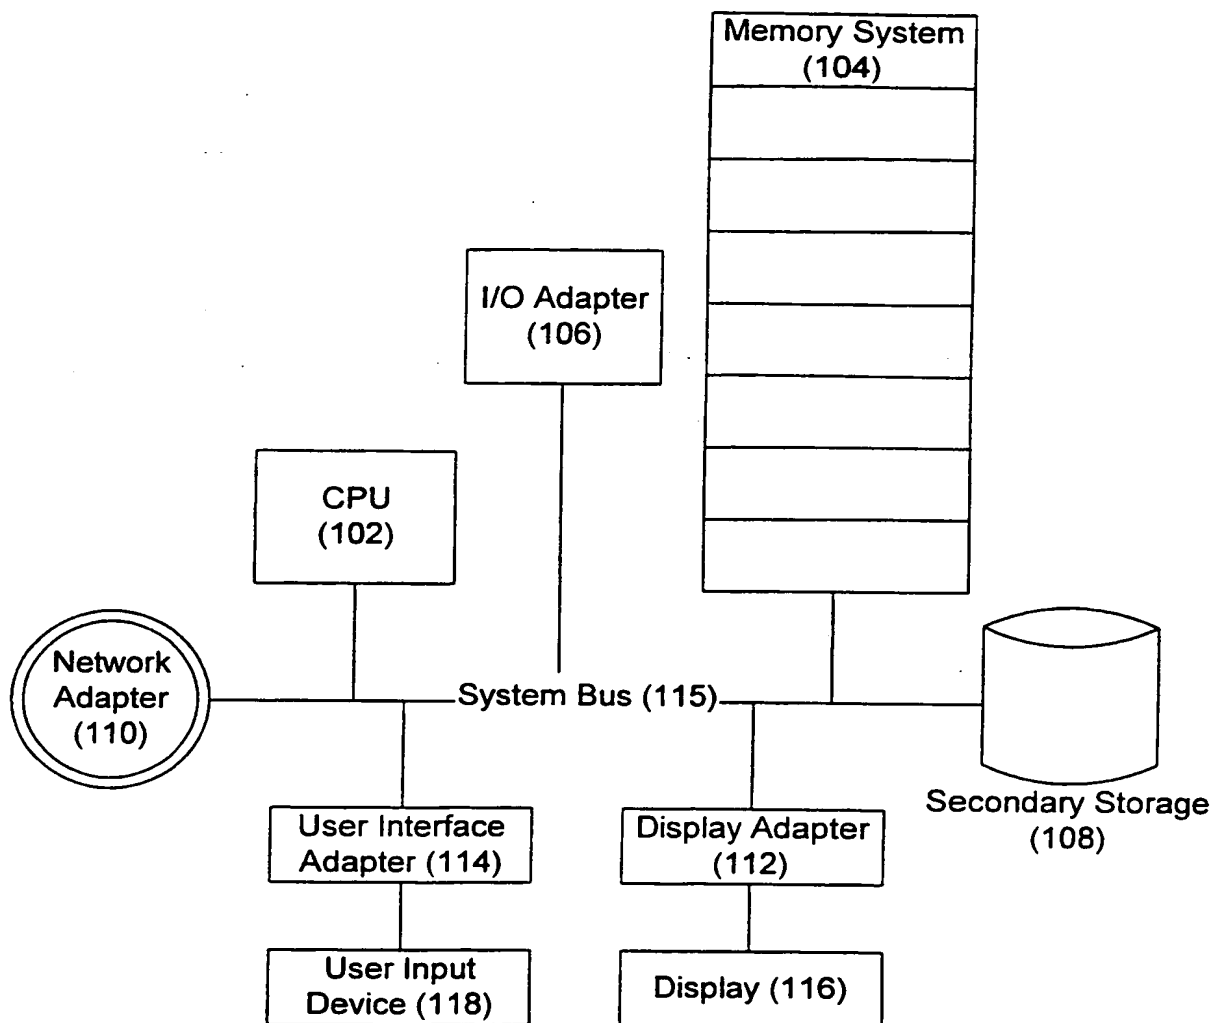 Memory System
(104)
I/O Adapter
(106)
CPU
(102)
Network
Adapter
(110)
System Bus (115)
Secondary Storage
(108)
User Interface
Adapter (114)
Display Adapter
(112)
User Input
Device (118)
Display (116)